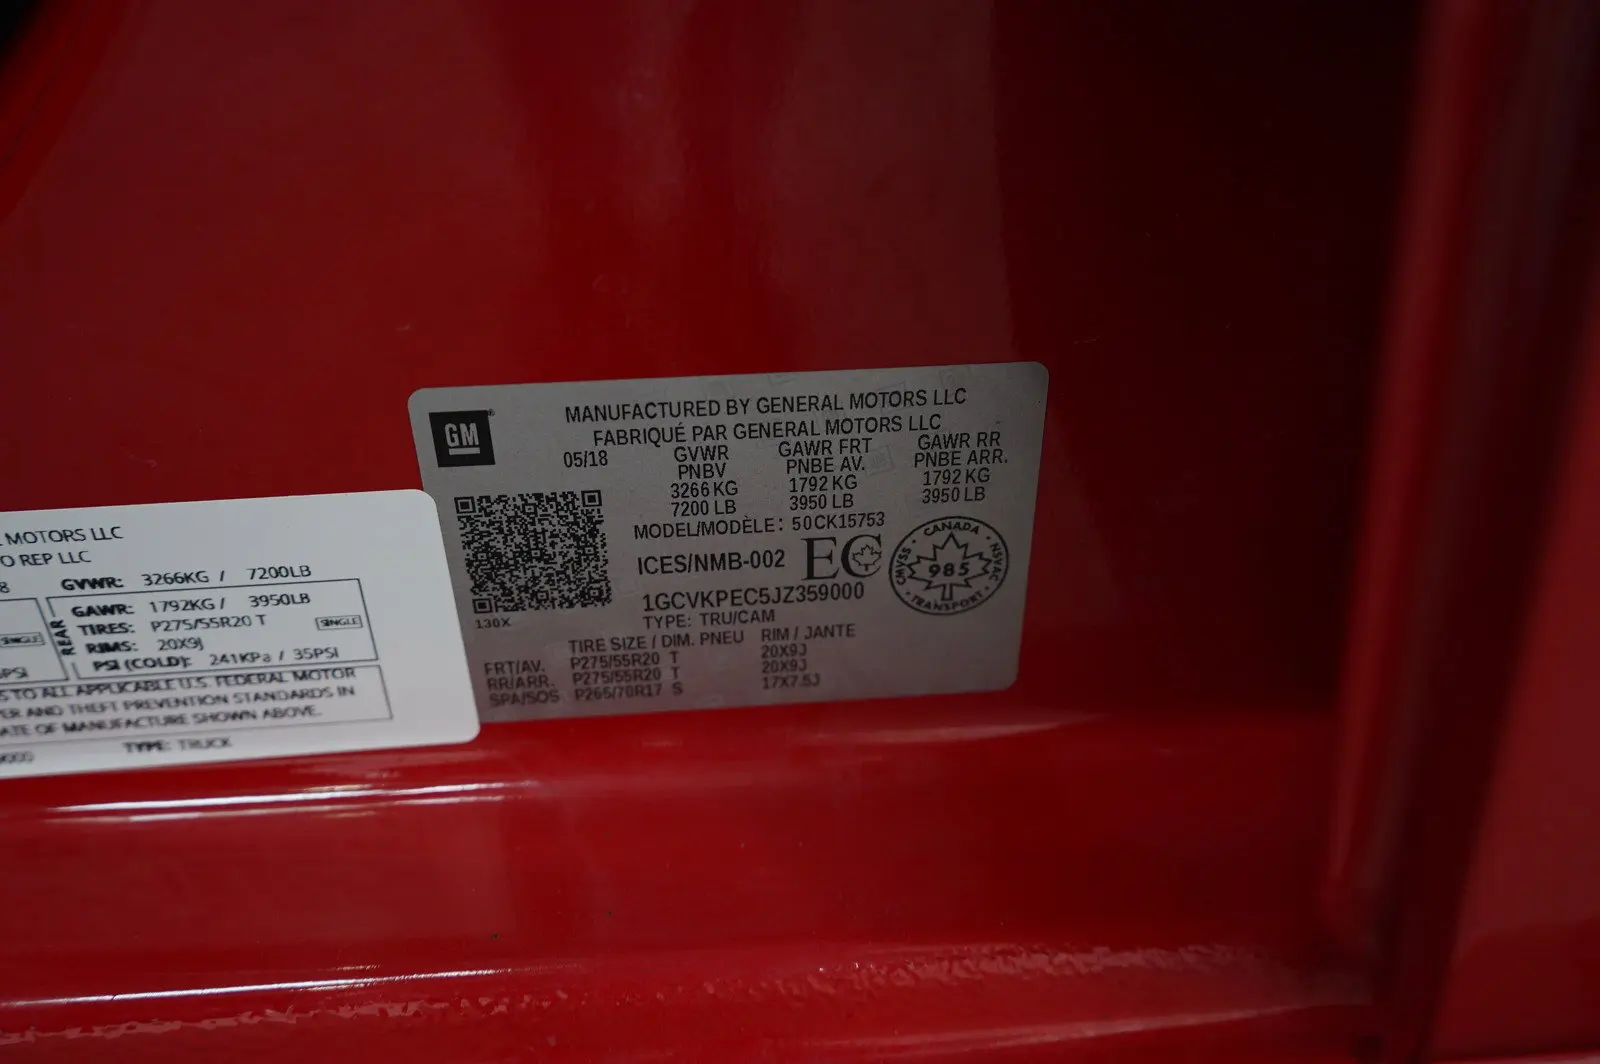 GM
MANUFACTURED BY GENERAL MOTORS LLC
FABRIQUÉ PAR GENERAL MOTORS LLC
05/18 GVWR GAWR FRT GAWR RR
PNBV PNBE AV. PNBE ARR.
3266 KG 1792 KG 1792 KG
7200 LB 3950 LB 3950 LB
MODEL/MODÈLE: 50CK15753
ICES/NMB-002 EC
CANADA
CMVSS NSVAC
985
TRANSPORT
1GCVKPEC5JZ359000
130X
TYPE: TRU/CAM
TIRE SIZE / DIM. PNEU RIM / JANTE
FRT/AV. P275/55R20 T 20X9J
RR/ARR. P275/55R20 T 20X9J
SPA/SOS P265/70R17 S 17X7.5J
MOTORS LLC
REP LLC
8 GVWR: 3266KG / 7200LB
REAR
GAWR: 1792KG / 3950LB
SINGLE TIRES: P275/55R20 T SINGLE
RIMS: 20X9J
PSI PSI (COLD): 241KPa / 35PSI
TO ALL APPLICABLE U.S. FEDERAL MOTOR
AND THEFT PREVENTION STANDARDS IN
OF MANUFACTURE SHOWN ABOVE.
TYPE: TRUCK